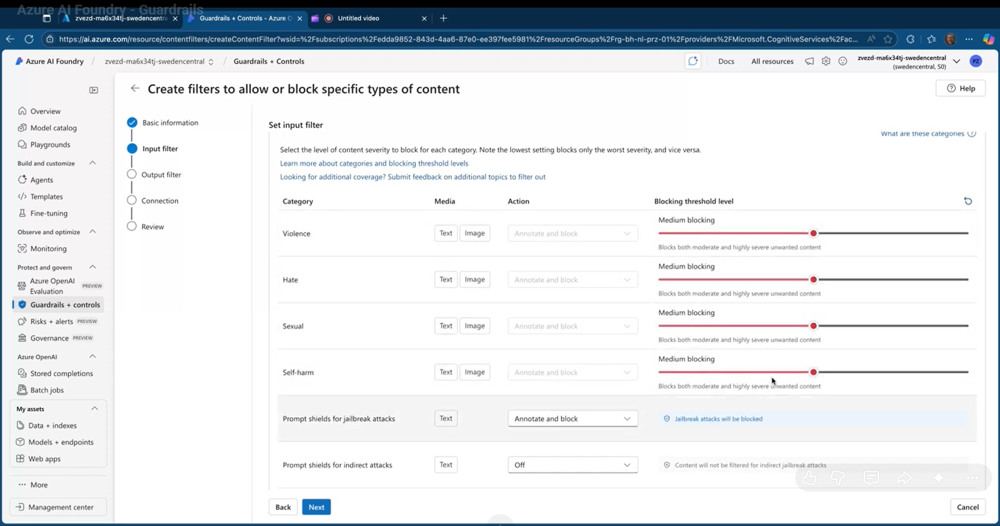 Azure AI Foundry - Guardrails
zvezd-ma6x34tj-swedencentra
Guardrails + Controls - Azure O
Untitled video
https://ai.azure.com/resource/contentfilters/createContentFilter?wsid=%2Fsubscriptions%2Fedda9852-843d-4aa6-87e0-ee397fee5981%2FresourceGroups%2Frg-bh-nl-prz-01%2Fproviders%2FMicrosoft.CognitiveServices%2Fac...
Azure AI Foundry / zvezd-ma6x34tj-swedencentral / Guardrails + Controls
Docs
All resources
zvezd-ma6x34tj-swedencentral
(swedencentral, S0)
PZ
Create filters to allow or block specific types of content
Help
Overview
Model catalog
Playgrounds
Build and customize
Agents
Templates
Fine-tuning
Observe and optimize
Monitoring
Protect and govern
Azure OpenAI
Evaluation
PREVIEW
Guardrails + controls
Risks + alerts PREVIEW
Governance PREVIEW
Azure OpenAI
Stored completions
Batch jobs
My assets
Data + indexes
Models + endpoints
Web apps
More
Management center
Basic information
Input filter
Output filter
Connection
Review
Set input filter
What are these categories
Select the level of content severity to block for each category. Note the lowest setting blocks only the worst severity, and vice versa.
Learn more about categories and blocking threshold levels
Looking for additional coverage? Submit feedback on additional topics to filter out
Category Media Action Blocking threshold level
Medium blocking
Violence Text Image Annotate and block
Blocks both moderate and highly severe unwanted content
Medium blocking
Hate Text Image Annotate and block
Blocks both moderate and highly severe unwanted content
Medium blocking
Sexual Text Image Annotate and block
Blocks both moderate and highly severe unwanted content
Medium blocking
Self-harm Text Image Annotate and block
Blocks both moderate and highly severe unwanted content
Prompt shields for jailbreak attacks Text Annotate and block Jailbreak attacks will be blocked
Prompt shields for indirect attacks Text Off Content will not be filtered for indirect jailbreak attacks
Back
Next
Cancel